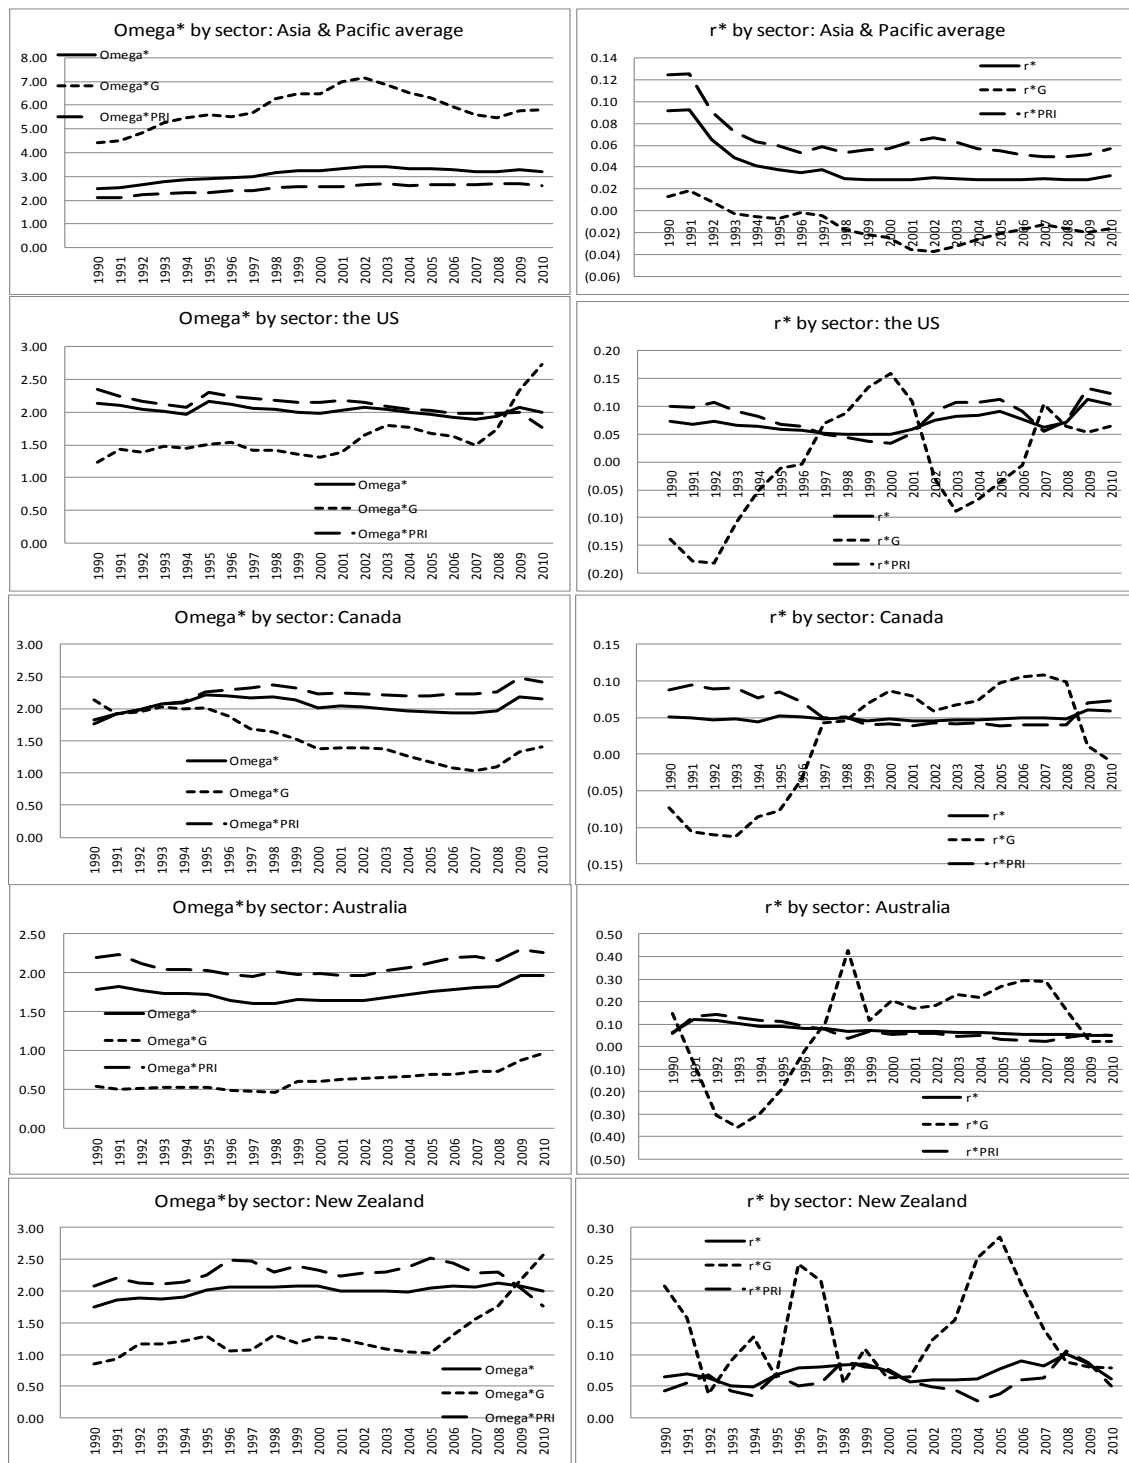 Omega* by sector: Asia & Pacific average
8.00
7.00
6.00
5.00
4.00
3.00
2.00
1.00
0.00
Omega*
Omega*G
Omega*PRI
1990 1991 1992 1993 1994 1995 1996 1997 1998 1999 2000 2001 2002 2003 2004 2005 2006 2007 2008 2009 2010
r* by sector: Asia & Pacific average
0.14
0.12
0.10
0.08
0.06
0.04
0.02
0.00
(0.02)
(0.04)
(0.06)
r*
r*G
r*PRI
1990 1991 1992 1993 1994 1995 1996 1997 1998 1999 2000 2001 2002 2003 2004 2005 2006 2007 2008 2009 2010
Omega* by sector: the US
3.00
2.50
2.00
1.50
1.00
0.50
0.00
Omega*
Omega*G
Omega*PRI
1990 1991 1992 1993 1994 1995 1996 1997 1998 1999 2000 2001 2002 2003 2004 2005 2006 2007 2008 2009 2010
r* by sector: the US
0.20
0.15
0.10
0.05
0.00
(0.05)
(0.10)
(0.15)
(0.20)
r*
r*G
r*PRI
1990 1991 1992 1993 1994 1995 1996 1997 1998 1999 2000 2001 2002 2003 2004 2005 2006 2007 2008 2009 2010
Omega* by sector: Canada
3.00
2.50
2.00
1.50
1.00
0.50
0.00
Omega*
Omega*G
Omega*PRI
1990 1991 1992 1993 1994 1995 1996 1997 1998 1999 2000 2001 2002 2003 2004 2005 2006 2007 2008 2009 2010
r* by sector: Canada
0.15
0.10
0.05
0.00
(0.05)
(0.10)
(0.15)
r*
r*G
r*PRI
1990 1991 1992 1993 1994 1995 1996 1997 1998 1999 2000 2001 2002 2003 2004 2005 2006 2007 2008 2009 2010
Omega*by sector: Australia
2.50
2.00
1.50
1.00
0.50
0.00
Omega*
Omega*G
Omega*PRI
1990 1991 1992 1993 1994 1995 1996 1997 1998 1999 2000 2001 2002 2003 2004 2005 2006 2007 2008 2009 2010
r* by sector: Australia
0.50
0.40
0.30
0.20
0.10
0.00
(0.10)
(0.20)
(0.30)
(0.40)
(0.50)
r*
r*G
r*PRI
1990 1991 1992 1993 1994 1995 1996 1997 1998 1999 2000 2001 2002 2003 2004 2005 2006 2007 2008 2009 2010
Omega*by sector: New Zealand
3.00
2.50
2.00
1.50
1.00
0.50
0.00
Omega*
Omega*G
Omega*PRI
1990 1991 1992 1993 1994 1995 1996 1997 1998 1999 2000 2001 2002 2003 2004 2005 2006 2007 2008 2009 2010
r* by sector: New Zealand
0.30
0.25
0.20
0.15
0.10
0.05
0.00
r*
r*G
r*PRI
1990 1991 1992 1993 1994 1995 1996 1997 1998 1999 2000 2001 2002 2003 2004 2005 2006 2007 2008 2009 2010